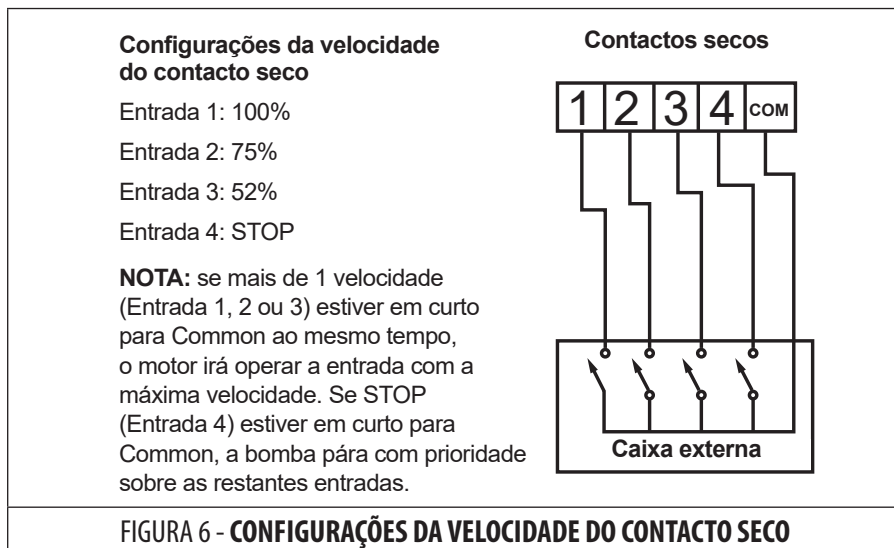 Configurações da velocidade
do contacto seco
Entrada 1: 100%
Entrada 2: 75%
Entrada 3: 52%
Entrada 4: STOP
NOTA: se mais de 1 velocidade
(Entrada 1, 2 ou 3) estiver em curto
para Common ao mesmo tempo,
o motor irá operar a entrada com a
máxima velocidade. Se STOP
(Entrada 4) estiver em curto para
Common, a bomba pára com prioridade
sobre as restantes entradas.
Contactos secos
1 2 3 4 COM
Caixa externa
FIGURA 6 - CONFIGURAÇÕES DA VELOCIDADE DO CONTACTO SECO